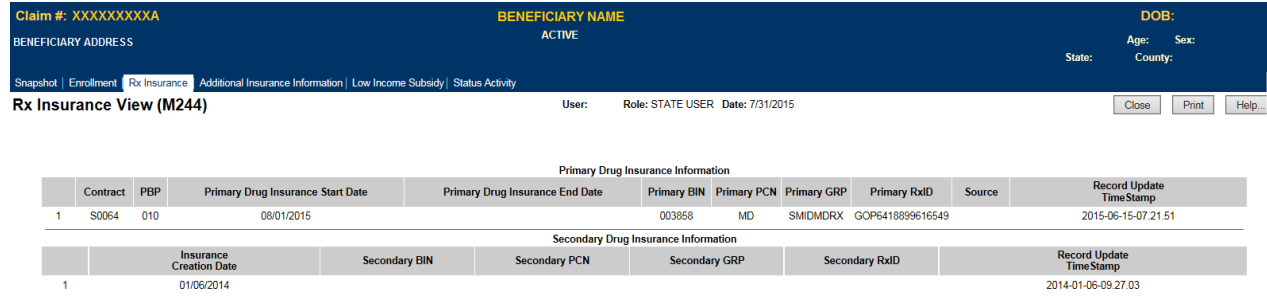 Claim #: XXXXXXXXXA BENEFICIARY NAME DOB:
BENEFICIARY ADDRESS ACTIVE Age: Sex:
State: County:
Snapshot | Enrollment | Rx Insurance | Additional Insurance Information | Low Income Subsidy | Status Activity
Rx Insurance View (M244) User: Role: STATE USER Date: 7/31/2015 Close Print Help...
Primary Drug Insurance Information
Contract PBP Primary Drug Insurance Start Date Primary Drug Insurance End Date Primary BIN Primary PCN Primary GRP Primary RxID Source Record Update TimeStamp
1 S0064 010 08/01/2015 003858 MD SMIDMDRX GOP6418899616549 2015-06-15-07.21.51
Secondary Drug Insurance Information
Insurance Creation Date Secondary BIN Secondary PCN Secondary GRP Secondary RxID Record Update TimeStamp
1 01/06/2014 2014-01-06-09.27.03